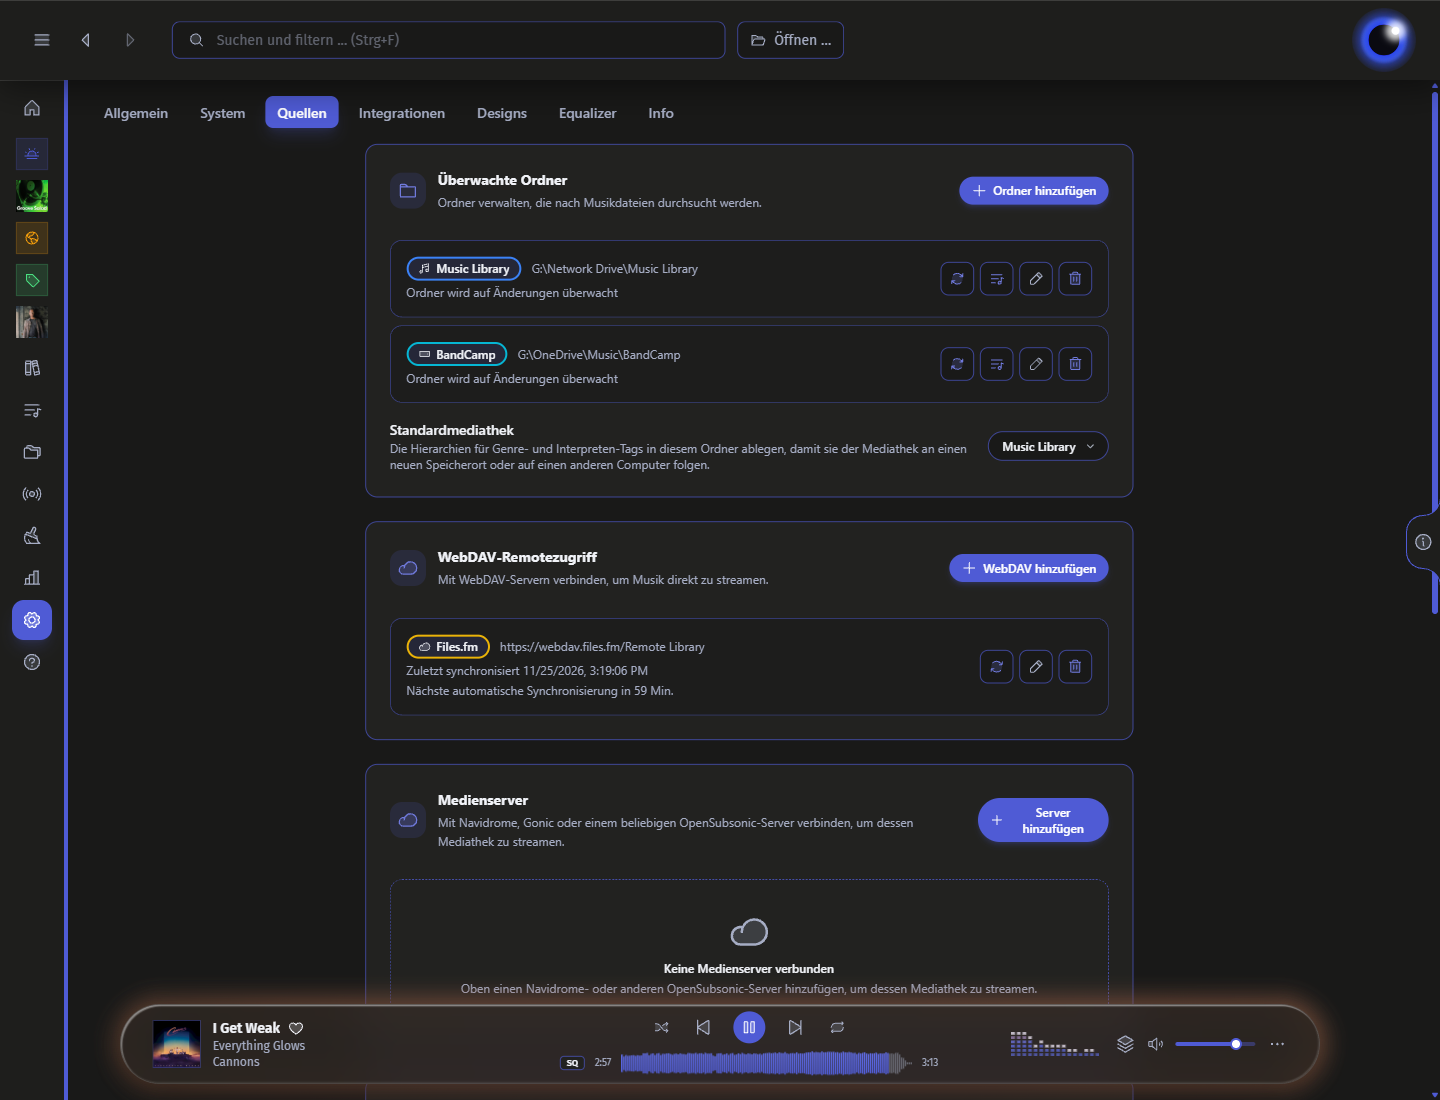 Suchen und filtern ... (Strg+F)
Öffnen ...
Allgemein
System
Quellen
Integrationen
Designs
Equalizer
Info
Überwachte Ordner
Ordner verwalten, die nach Musikdateien durchsucht werden.
Ordner hinzufügen
Music Library
G:\Network Drive\Music Library
Ordner wird auf Änderungen überwacht
BandCamp
G:\OneDrive\Music\BandCamp
Ordner wird auf Änderungen überwacht
Standardmediathek
Die Hierarchien für Genre- und Interpreten-Tags in diesem Ordner ablegen, damit sie der Mediathek an einen
neuen Speicherort oder auf einen anderen Computer folgen.
Music Library
WebDAV-Remotezugriff
Mit WebDAV-Servern verbinden, um Musik direkt zu streamen.
WebDAV hinzufügen
Files.fm
https://webdav.files.fm/Remote Library
Zuletzt synchronisiert 11/25/2026, 3:19:06 PM
Nächste automatische Synchronisierung in 59 Min.
Medienserver
Mit Navidrome, Gonic oder einem beliebigen OpenSubsonic-Server verbinden, um dessen
Mediathek zu streamen.
Server
hinzufügen
Keine Medienserver verbunden
Oben einen Navidrome- oder anderen OpenSubsonic-Server hinzufügen, um dessen Mediathek zu streamen.
I Get Weak
Everything Glows
Cannons
SQ
2:57
3:13